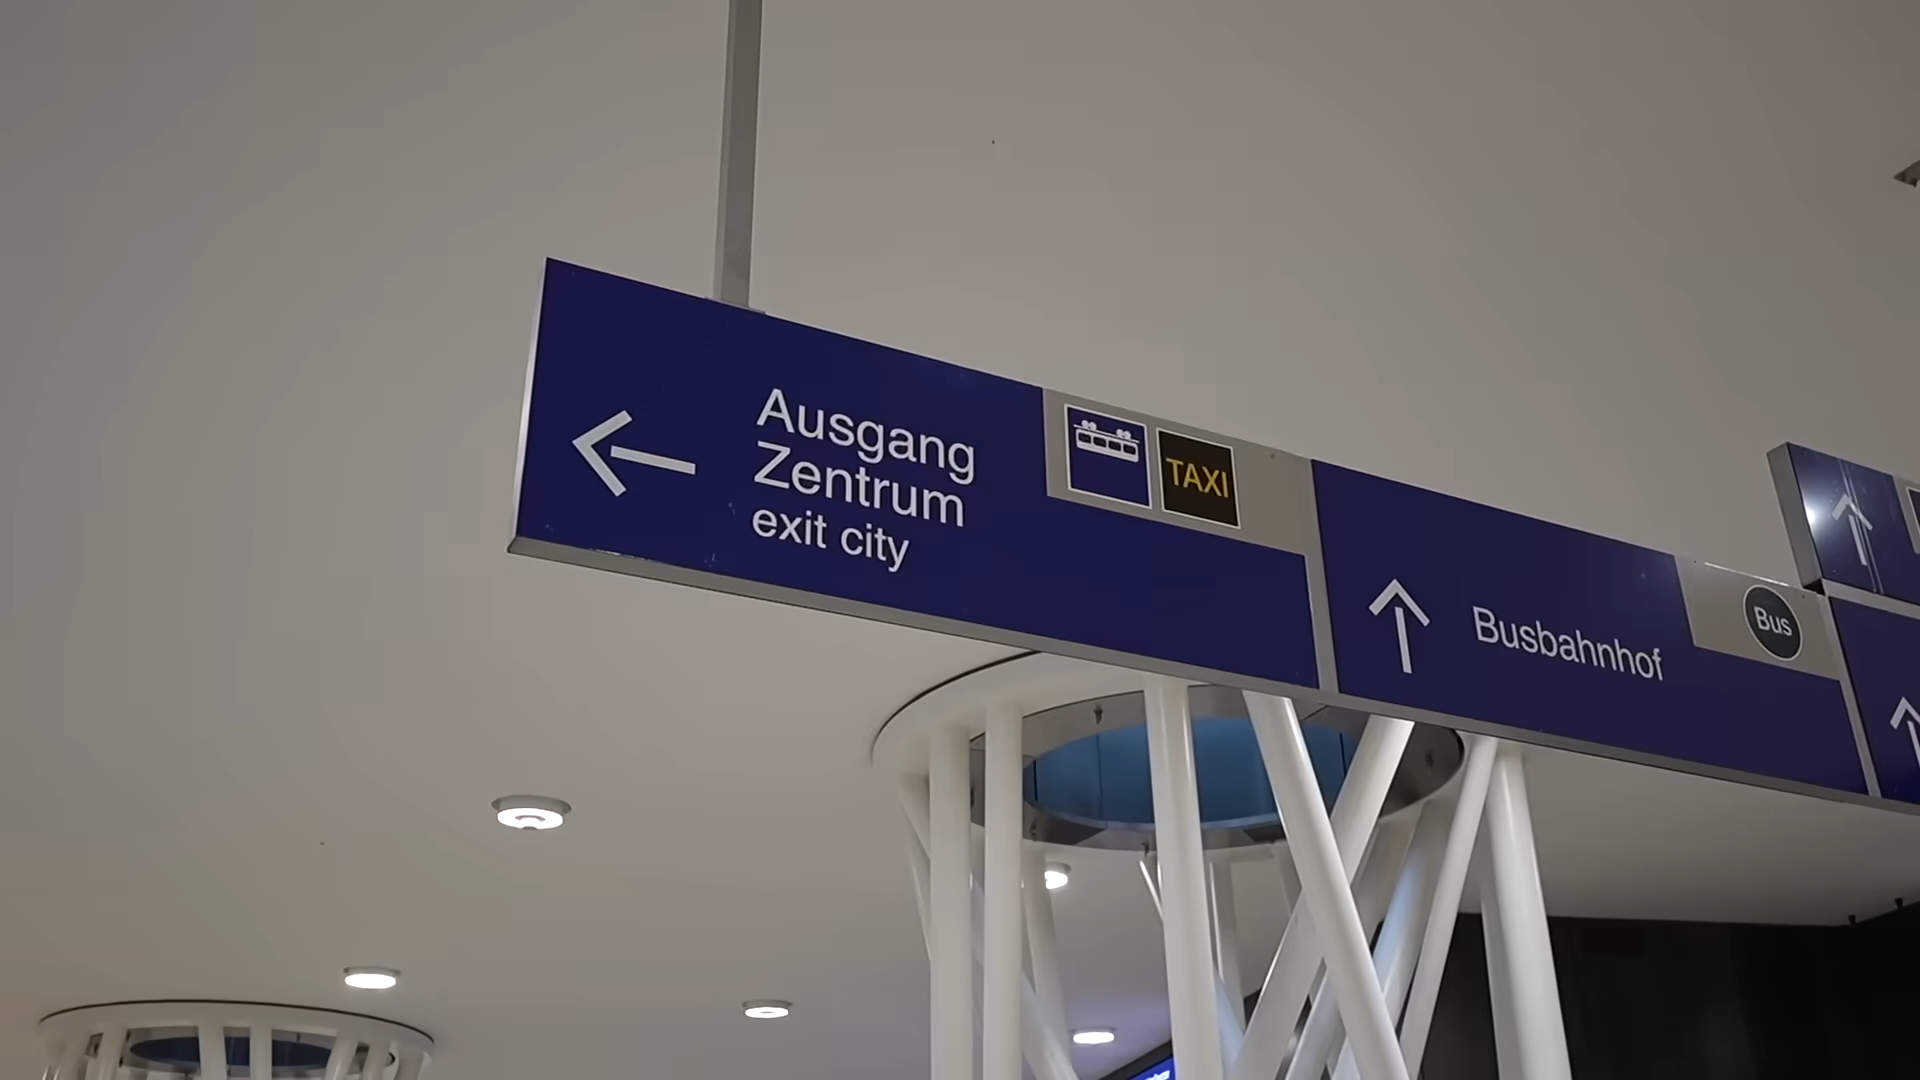 Ausgang
Zentrum
exit city
TAXI
Busbahnhof
Bus